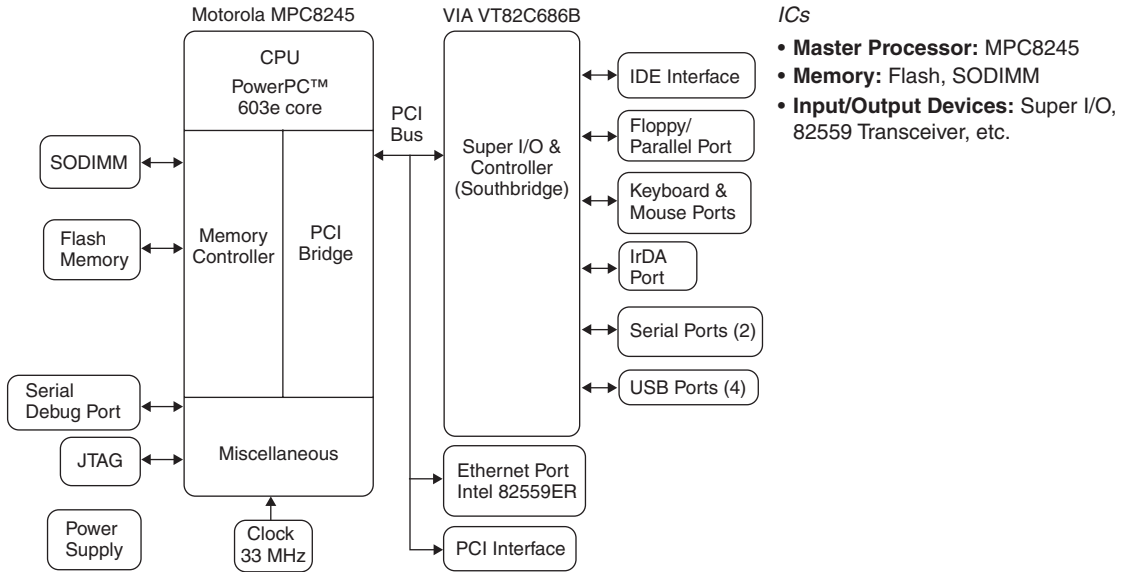 Motorola MPC8245
CPU
PowerPC™
603e core
SODIMM
Flash
Memory
Memory
Controller
PCI
Bridge
Serial
Debug Port
JTAG
Miscellaneous
Power
Supply
Clock
33 MHz
PCI
Bus
VIA VT82C686B
Super I/O &
Controller
(Southbridge)
IDE Interface
Floppy/
Parallel Port
Keyboard &
Mouse Ports
IrDA
Port
Serial Ports (2)
USB Ports (4)
Ethernet Port
Intel 82559ER
PCI Interface
ICs
• Master Processor: MPC8245
• Memory: Flash, SODIMM
• Input/Output Devices: Super I/O,
82559 Transceiver, etc.